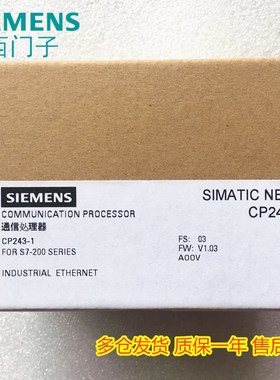 SIEMENS
西门子
SIEMENS
COMMUNICATION PROCESSOR
通信處理器
CP243-1
FOR S7-200 SERIES
INDUSTRIAL ETHERNET
SIMATIC NE
CP24
FS: 03
FW: V1.03
A00V
多仓发货 质保一年 售后